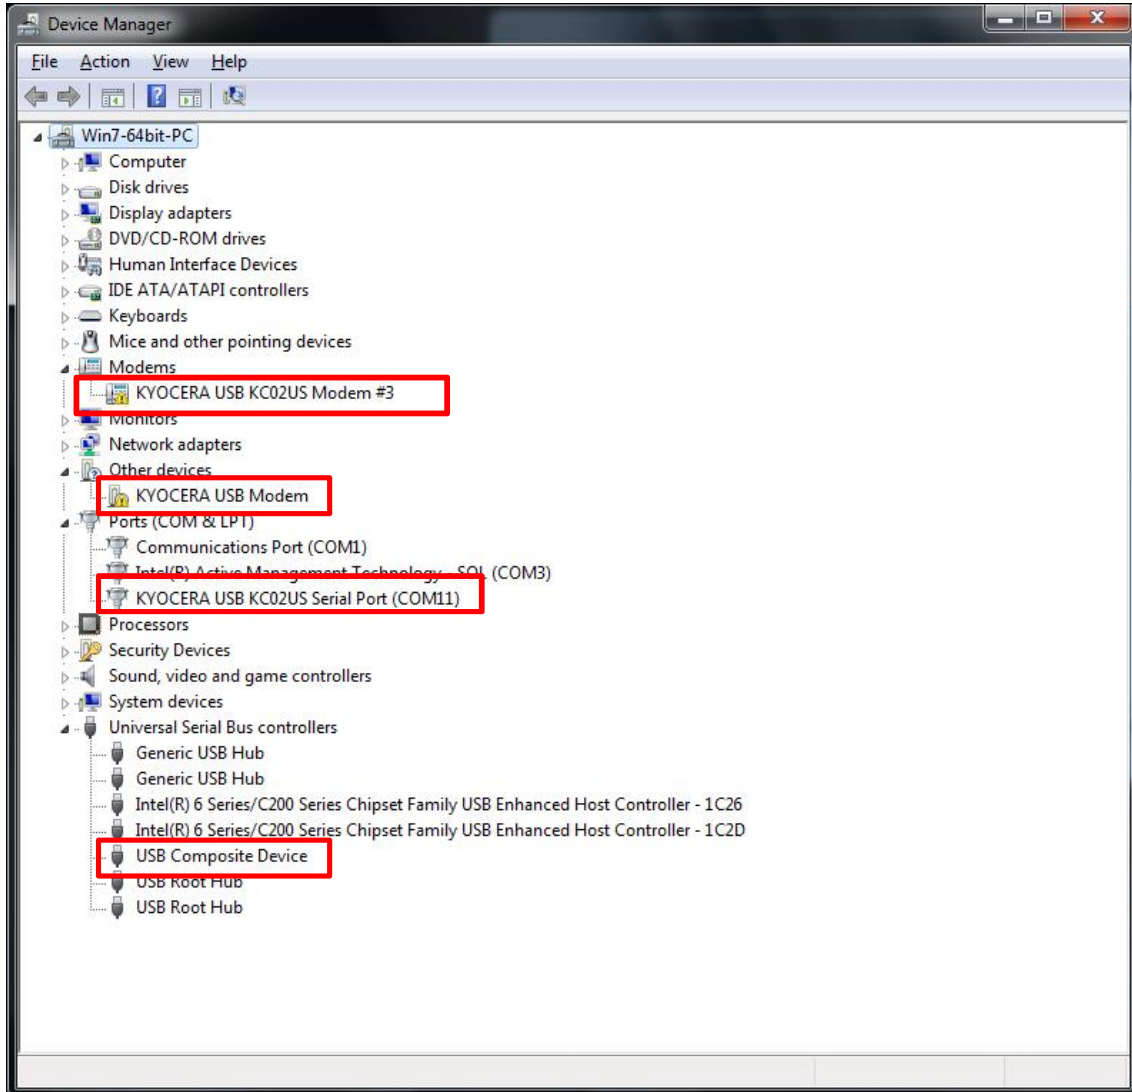 Device Manager
File Action View Help
Win7-64bit-PC
Computer
Disk drives
Display adapters
DVD/CD-ROM drives
Human Interface Devices
IDE ATA/ATAPI controllers
Keyboards
Mice and other pointing devices
Modems
KYOCERA USB KC02US Modem #3
Monitors
Network adapters
Other devices
KYOCERA USB Modem
Ports (COM & LPT)
Communications Port (COM1)
Intel(R) Active Management Technology - SOL (COM3)
KYOCERA USB KC02US Serial Port (COM11)
Processors
Security Devices
Sound, video and game controllers
System devices
Universal Serial Bus controllers
Generic USB Hub
Generic USB Hub
Intel(R) 6 Series/C200 Series Chipset Family USB Enhanced Host Controller - 1C26
Intel(R) 6 Series/C200 Series Chipset Family USB Enhanced Host Controller - 1C2D
USB Composite Device
USB Root Hub
USB Root Hub